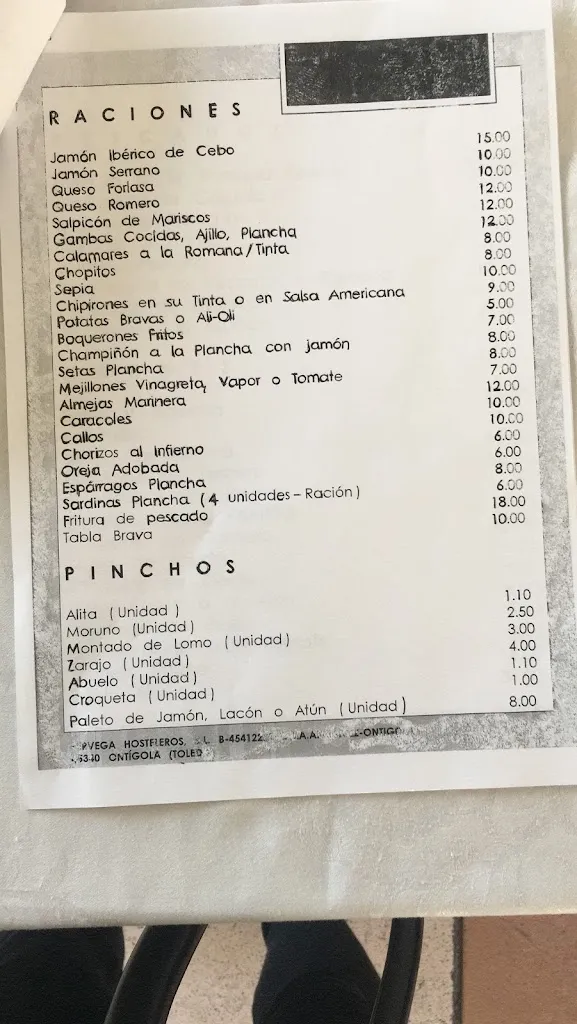 RACIONES
Jamón Ibérico de Cebo 15.00
Jamón Serrano 10.00
Queso Forlasa 10.00
Queso Romero 12.00
Salpicón de Mariscos 12.00
Gambas Cocidas, Ajillo, Plancha 12.00
Calamares a la Romana/Tinta 8.00
Chopitos 8.00
Sepia 10.00
Chipirones en su Tinta o en Salsa Americana 9.00
Patatas Bravas o Ali-Oli 5.00
Boquerones Fritos 7.00
Champiñón a la Plancha con jamón 8.00
Setas Plancha 8.00
Mejillones Vinagreta, Vapor o Tomate 7.00
Almejas Marinera 12.00
Caracoles 10.00
Callos 10.00
Chorizos al Infierno 6.00
Oreja Adobada 6.00
Espárragos Plancha 8.00
Sardinas Plancha (4 unidades – Ración) 6.00
Fritura de pescado 18.00
Tabla Brava 10.00
PINCHOS
Alita (Unidad ) 1.10
Moruno (Unidad) 2.50
Montado de Lomo (Unidad) 3.00
Zarajo (Unidad) 4.00
Abuelo (Unidad) 1.10
Croqueta (Unidad) 1.00
Paleto de Jamón, Lacón o Atún (Unidad) 8.00
HOSTELEROS, B-454122
ONTÍGOLA (TOLED